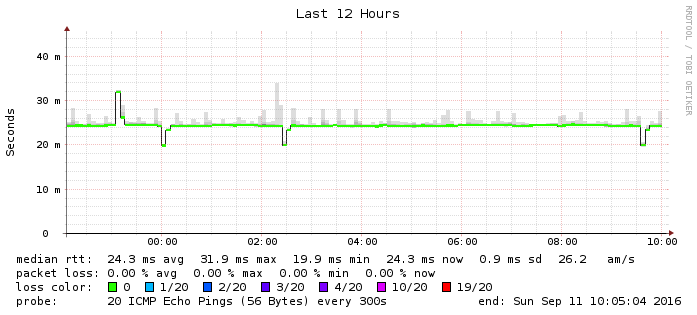 Last 12 Hours
RRDTOOL / TOBI OETIKER
Seconds
40 m
30 m
20 m
10 m
0
00:00 02:00 04:00 06:00 08:00 10:00
median rtt: 24.3 ms avg 31.9 ms max 19.9 ms min 24.3 ms now 0.9 ms sd 26.2 am/s
packet loss: 0.00 % avg 0.00 % max 0.00 % min 0.00 % now
loss color: 0 1/20 2/20 3/20 4/20 10/20 19/20
probe: 20 ICMP Echo Pings (56 Bytes) every 300s end: Sun Sep 11 10:05:04 2016